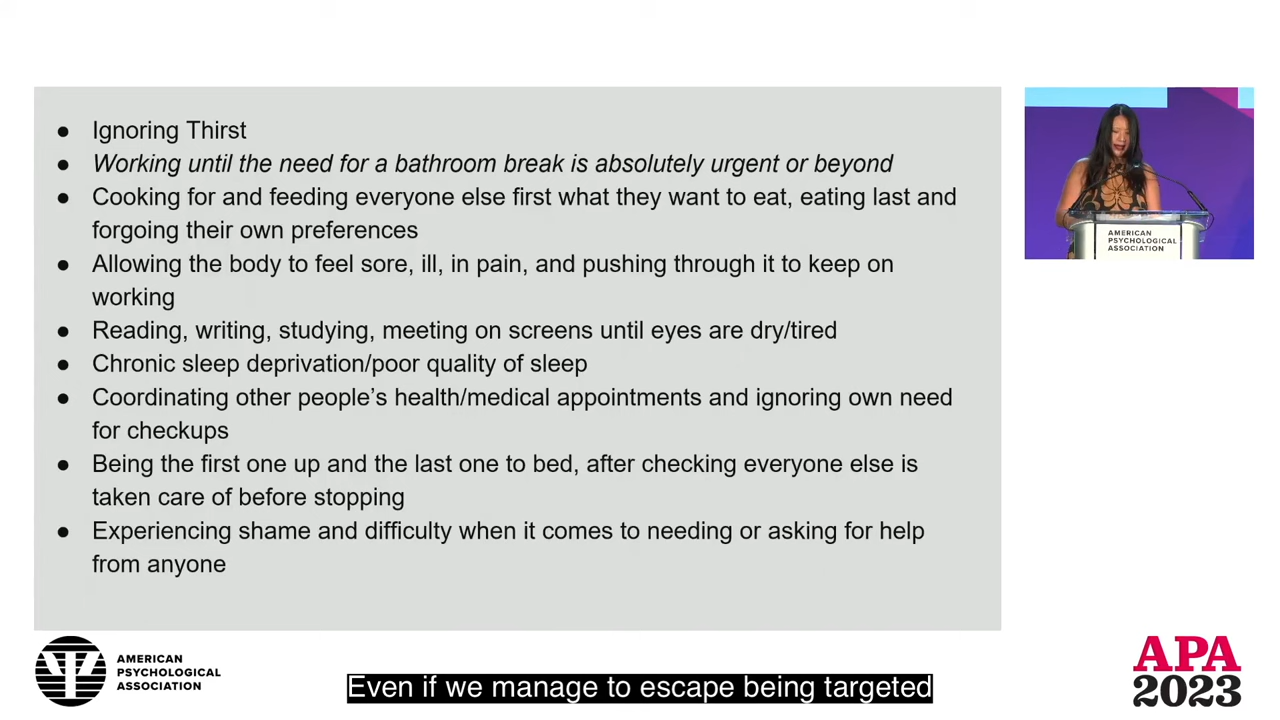 ● Ignoring Thirst
● Working until the need for a bathroom break is absolutely urgent or beyond
● Cooking for and feeding everyone else first what they want to eat, eating last and
forgoing their own preferences
● Allowing the body to feel sore, ill, in pain, and pushing through it to keep on
working
● Reading, writing, studying, meeting on screens until eyes are dry/tired
● Chronic sleep deprivation/poor quality of sleep
● Coordinating other people’s health/medical appointments and ignoring own need
for checkups
● Being the first one up and the last one to bed, after checking everyone else is
taken care of before stopping
● Experiencing shame and difficulty when it comes to needing or asking for help
from anyone
AMERICAN
PSYCHOLOGICAL
ASSOCIATION
AMERICAN
PSYCHOLOGICAL
ASSOCIATION
APA
2023
Even if we manage to escape being targeted